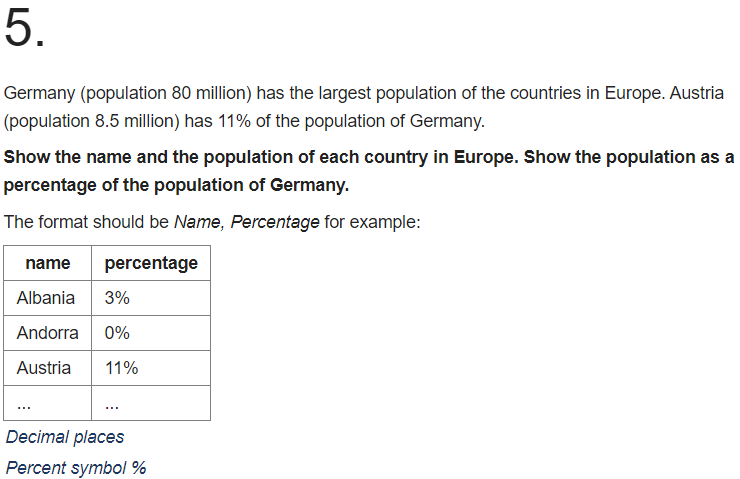 5.
Germany (population 80 million) has the largest population of the countries in Europe. Austria
(population 8.5 million) has 11% of the population of Germany.
Show the name and the population of each country in Europe. Show the population as a
percentage of the population of Germany.
The format should be Name, Percentage for example:
name percentage
Albania 3%
Andorra 0%
Austria 11%
... ...
Decimal places
Percent symbol %